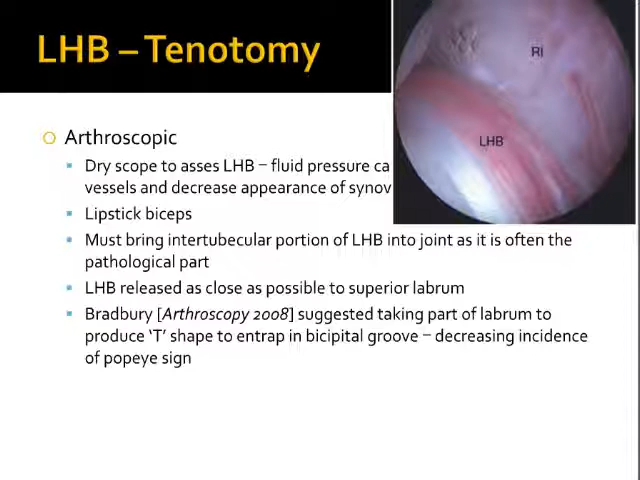 LHB – Tenotomy
RI
LHB
Arthroscopic
Dry scope to asses LHB – fluid pressure ca
vessels and decrease appearance of synov
Lipstick biceps
Must bring intertubecular portion of LHB into joint as it is often the
pathological part
LHB released as close as possible to superior labrum
Bradbury [Arthroscopy 2008] suggested taking part of labrum to
produce ‘T’ shape to entrap in bicipital groove – decreasing incidence
of popeye sign